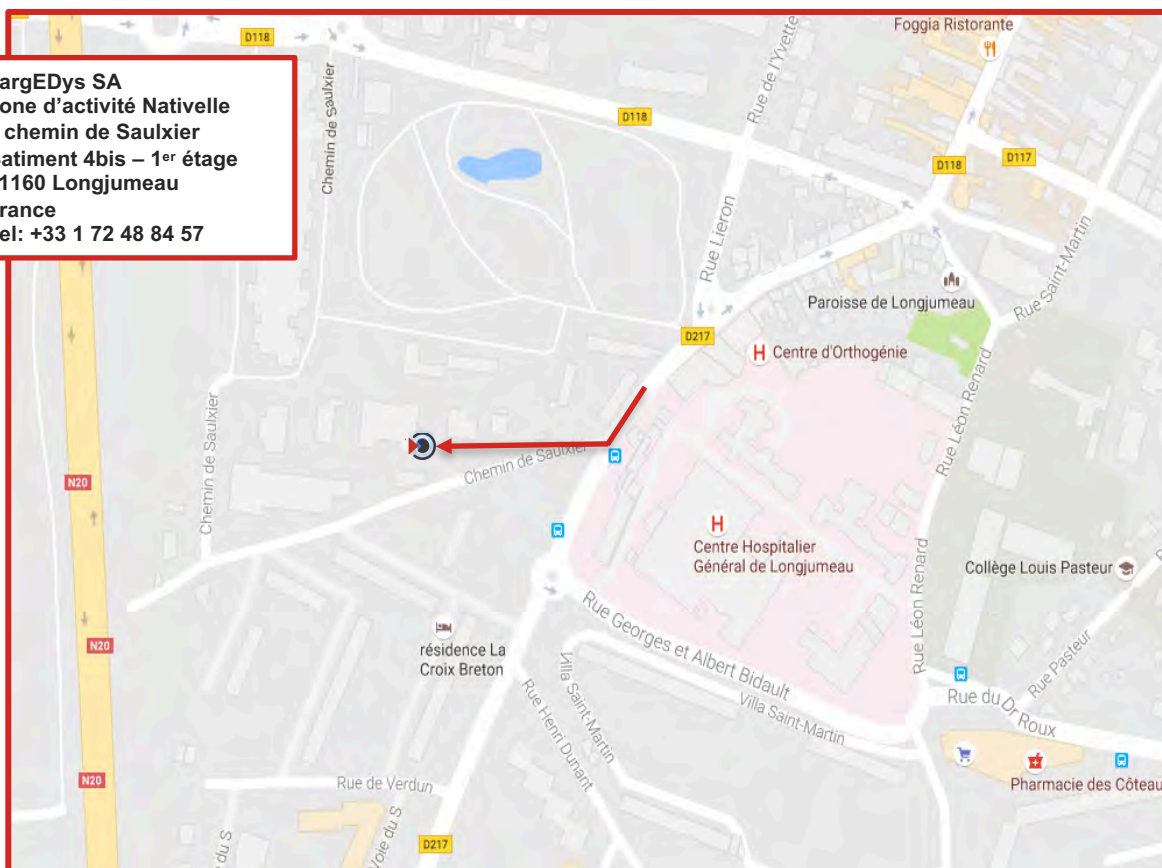 argEDys SA
one d'activité Nativelle
chemin de Saulxier
atiment 4bis – 1er étage
1160 Longjumeau
rance
el: +33 1 72 48 84 57
D118
Foggia Ristorante
Rue de l'Yvette
Chemin de Saulxier
D118
D118
D117
Rue Lieron
Rue Saint-Martin
Paroisse de Longjumeau
D217
Centre d'Orthogénie
H
Rue Léon Renard
Chemin de Saulxier
Chemin de Saulxier
N20
H
Centre Hospitalier
Général de Longjumeau
Collège Louis Pasteur
Rue Léon Renard
Rue Georges et Albert Bidault
N20
résidence La
Croix Breton
Villa Saint-Martin
Villa Saint-Martin
Rue Pasteur
Rue du Dr Roux
Rue Henri Dunant
N20
Rue de Verdun
Pharmacie des Côteau
D217
Voie du S
du S